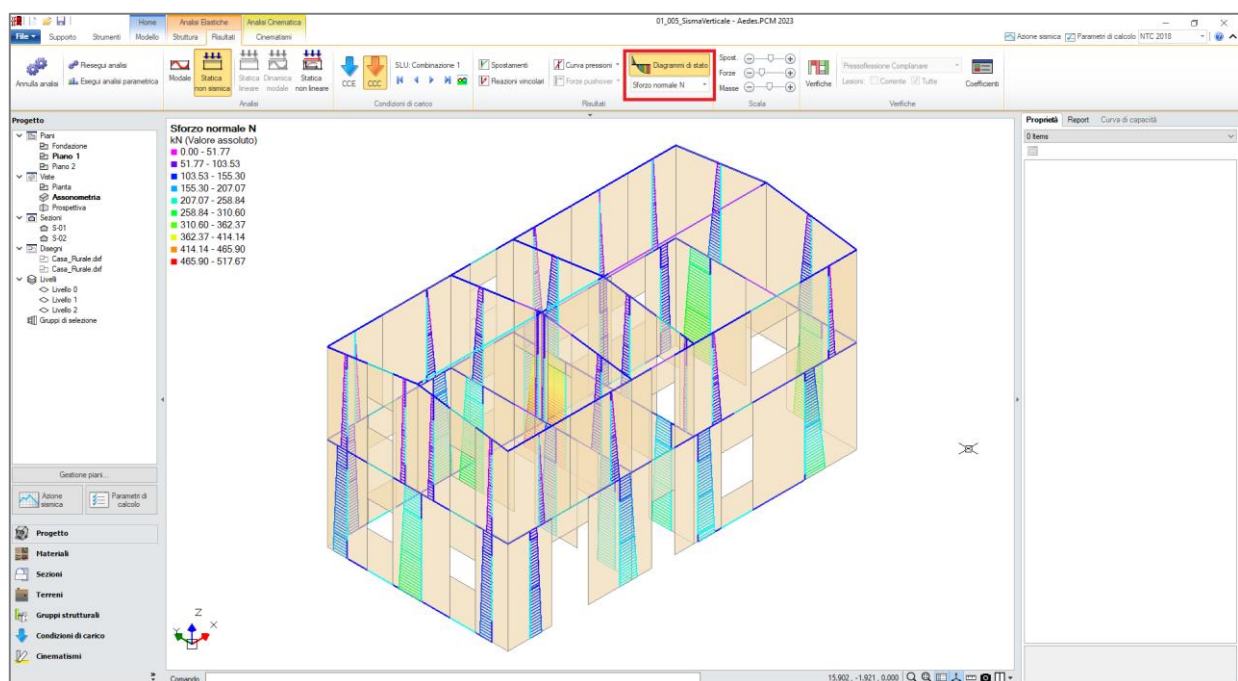 01_005_SismaVerticale - Aedes.PCM 2023
Home
Analisi Elastiche
Analisi Cinematica
File
Supporto
Strumenti
Modello
Struttura
Risultati
Cinematismi
Azione sismica
Parametri di calcolo
NTC 2018
Annulla analisi
Riesegui analisi
Esegui analisi parametrica
Modale
Statica non sismica
Statica lineare
Dinamica modale
Statica non lineare
Analisi
CCE
CCC
SLU: Combinazione 1
Condizioni di carico
Spostamenti
Reazioni vincolari
Curva pressioni
Forze pushover
Risultati
Diagrammi di stato
Sforzo normale N
Spost.
Forze
Masse
Scala
Verifiche
Pressoflessione Complanare
Lesioni:
Corrente
Tutte
Coefficienti
Verifiche
Progetto
Piani
Fondazione
Piano 1
Piano 2
Viste
Pianta
Assonometria
Prospettiva
Sezioni
S-01
S-02
Disegni
Casa_Rurale.dxf
Casa_Rurale.dxf
Livelli
Livello 0
Livello 1
Livello 2
Gruppi di selezione
Gestione piani...
Azione sismica
Parametri di calcolo
Progetto
Materiali
Sezioni
Terreni
Gruppi strutturali
Condizioni di carico
Cinematismi
Sforzo normale N
kN (Valore assoluto)
0.00 - 51.77
51.77 - 103.53
103.53 - 155.30
155.30 - 207.07
207.07 - 258.84
258.84 - 310.60
310.60 - 362.37
362.37 - 414.14
414.14 - 465.90
465.90 - 517.67
Z
Y
X
Comando
15.902, -1.921, 0.000
Proprietà
Report
Curva di capacità
0 Items